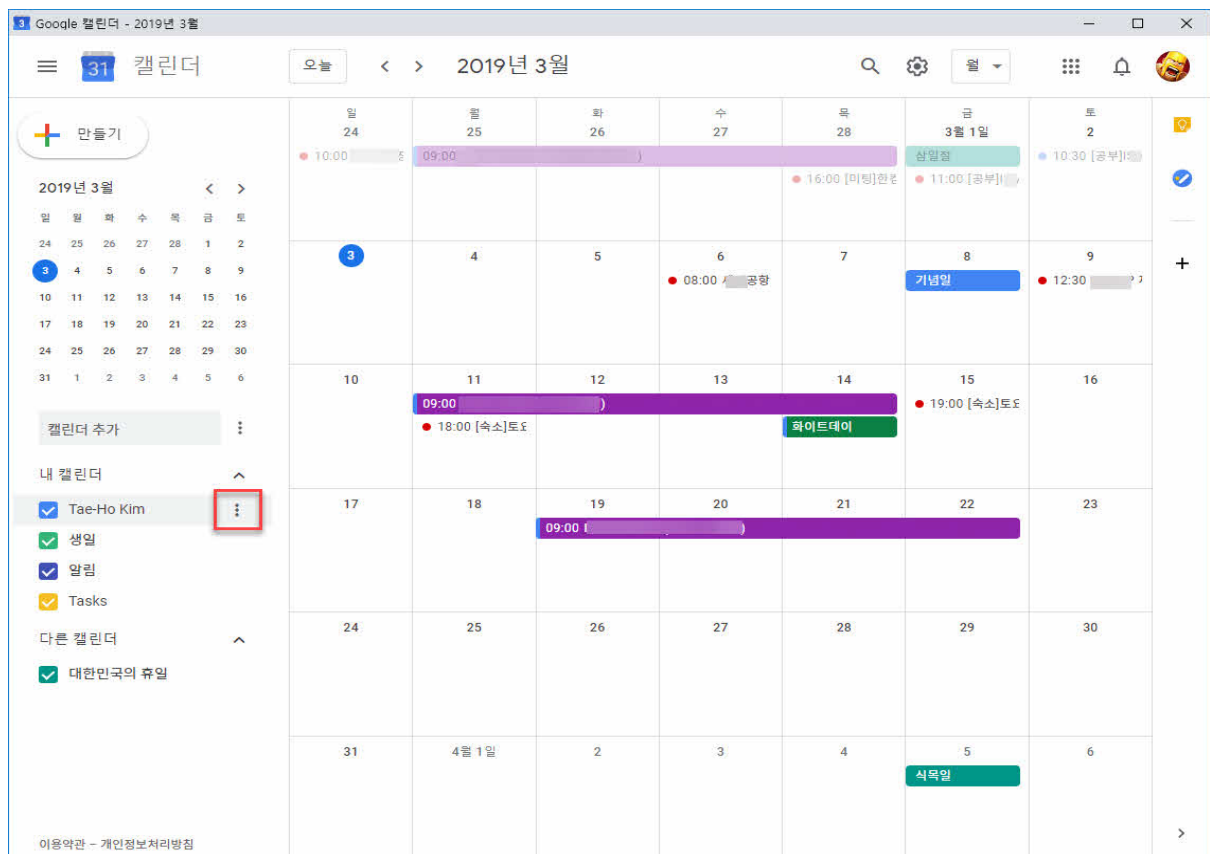 Google 캘린더 - 2019년 3월
31 캘린더 오늘 2019년 3월 월
만들기
2019년 3월
일 월 화 수 목 금 토
24 25 26 27 28 1 2
3 4 5 6 7 8 9
10 11 12 13 14 15 16
17 18 19 20 21 22 23
24 25 26 27 28 29 30
31 1 2 3 4 5 6
캘린더 추가
내 캘린더
Tae-Ho Kim
생일
알림
Tasks
다른 캘린더
대한민국의 휴일
이용약관 – 개인정보처리방침
일 월 화 수 목 금 토
24 25 26 27 28 3월 1일 2
10:00 09:00 ) 삼일절 10:30 [공부]
16:00 [미팅]한 11:00 [공부]
3 4 5 6 7 8 9
08:00 공항 기념일 12:30
10 11 12 13 14 15 16
09:00 ) 19:00 [숙소]토요
18:00 [숙소]토요 화이트데이
17 18 19 20 21 22 23
09:00 )
24 25 26 27 28 29 30
31 4월 1일 2 3 4 5 6
식목일